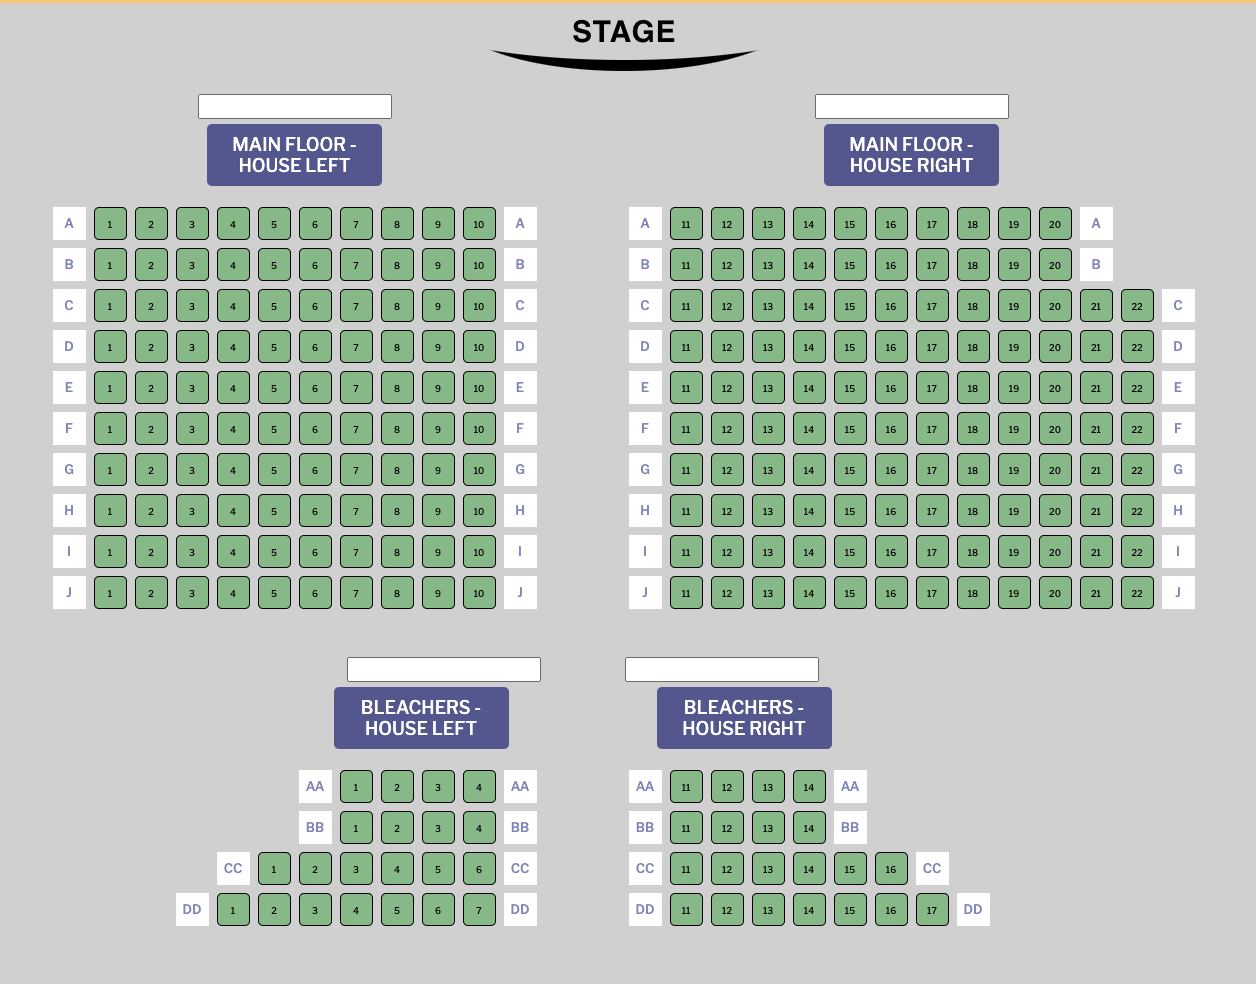 STAGE
MAIN FLOOR -
HOUSE LEFT
MAIN FLOOR -
HOUSE RIGHT
A 1 2 3 4 5 6 7 8 9 10 A A 11 12 13 14 15 16 17 18 19 20 A
B 1 2 3 4 5 6 7 8 9 10 B B 11 12 13 14 15 16 17 18 19 20 B
C 1 2 3 4 5 6 7 8 9 10 C C 11 12 13 14 15 16 17 18 19 20 21 22 C
D 1 2 3 4 5 6 7 8 9 10 D D 11 12 13 14 15 16 17 18 19 20 21 22 D
E 1 2 3 4 5 6 7 8 9 10 E E 11 12 13 14 15 16 17 18 19 20 21 22 E
F 1 2 3 4 5 6 7 8 9 10 F F 11 12 13 14 15 16 17 18 19 20 21 22 F
G 1 2 3 4 5 6 7 8 9 10 G G 11 12 13 14 15 16 17 18 19 20 21 22 G
H 1 2 3 4 5 6 7 8 9 10 H H 11 12 13 14 15 16 17 18 19 20 21 22 H
I 1 2 3 4 5 6 7 8 9 10 I I 11 12 13 14 15 16 17 18 19 20 21 22 I
J 1 2 3 4 5 6 7 8 9 10 J J 11 12 13 14 15 16 17 18 19 20 21 22 J
BLEACHERS -
HOUSE LEFT
BLEACHERS -
HOUSE RIGHT
AA 1 2 3 4 AA AA 11 12 13 14 AA
BB 1 2 3 4 BB BB 11 12 13 14 BB
CC 1 2 3 4 5 6 CC CC 11 12 13 14 15 16 CC
DD 1 2 3 4 5 6 7 DD DD 11 12 13 14 15 16 17 DD